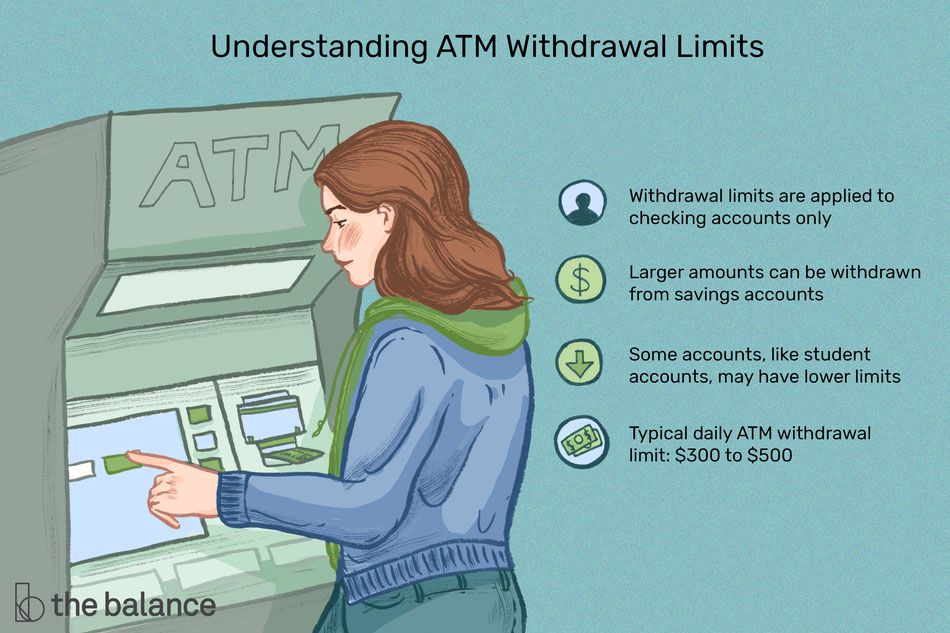 Understanding ATM Withdrawal Limits
ATM
Withdrawal limits are applied to
checking accounts only
Larger amounts can be withdrawn
from savings accounts
Some accounts, like student
accounts, may have lower limits
Typical daily ATM withdrawal
limit: $300 to $500
the balance